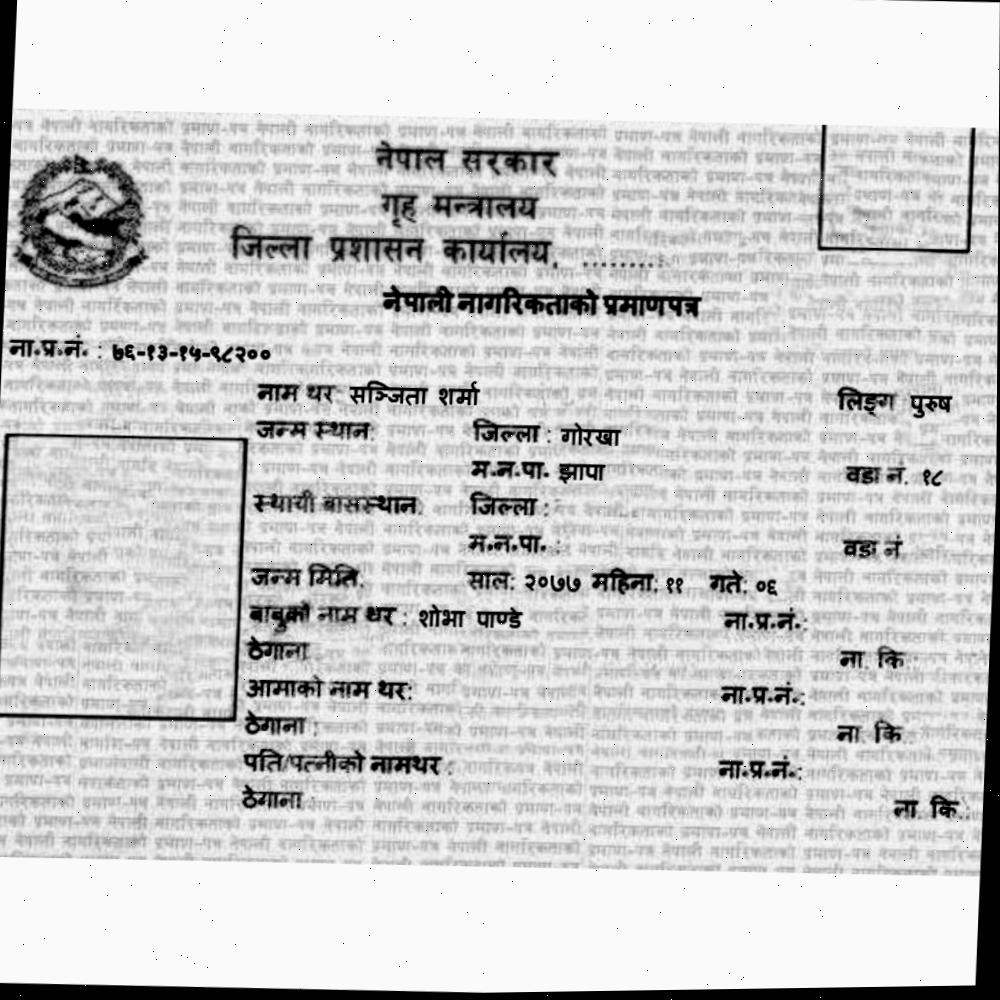 नेपाल सरकार
गृह मन्त्रालय
जिल्ला प्रशासन कार्यालय, ..........
नेपाली नागरिकताको प्रमाणपत्र
ना.प्र.नं. : ७६-१३-१५-९८२००
नाम थर: सञ्जिता शर्मा लिङ्ग पुरुष
जन्म स्थान: जिल्ला : गोरखा
म.न.पा. झापा वडा नं. १८
स्थायी बासस्थान: जिल्ला :
म.न.पा. : वडा नं
जन्म मिति: साल: २०७७ महिना: ११ गते: ०६
बाबुको नाम थर : शोभा पाण्डे ना.प्र.नं.:
ठेगाना ना. कि :
आमाको नाम थर: ना.प्र.नं.:
ठेगाना : ना. कि :
पति/पत्नीको नामथर : ना.प्र.नं.:
ठेगाना : ना. कि.: